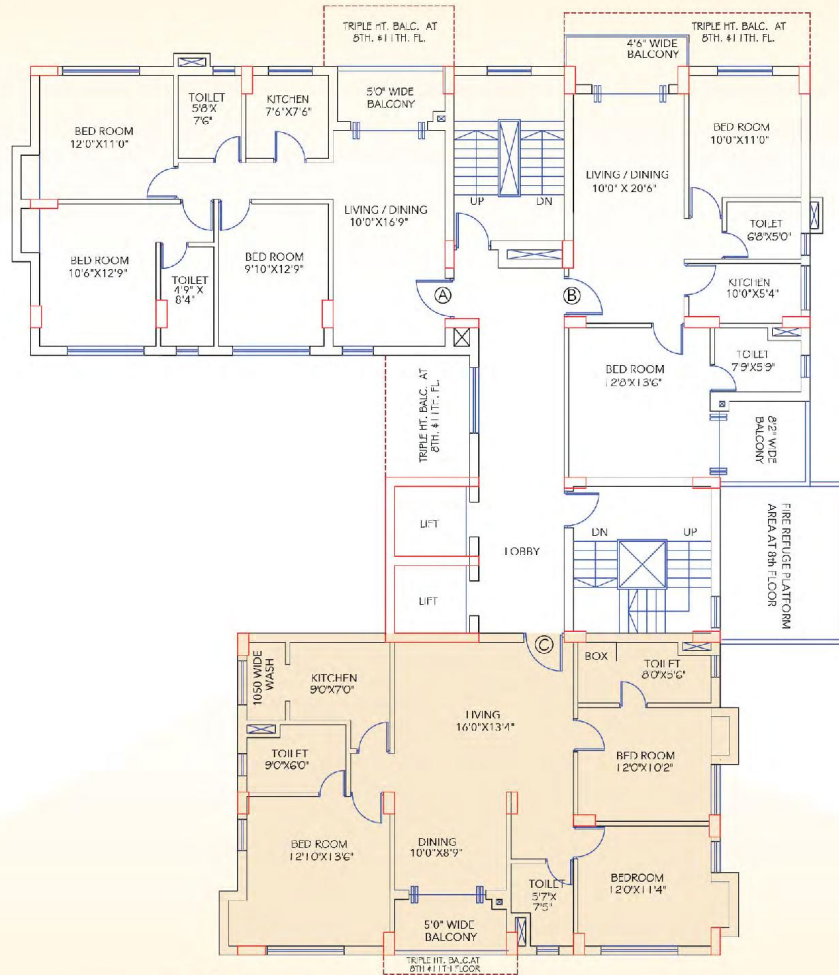 TRIPLE HT. BALC. AT
8TH. & 11TH. FL.
TRIPLE HT. BALC. AT
8TH. & 11TH. FL.
4'6" WIDE
BALCONY
TOILET
5'8"X
7'6"
KITCHEN
7'6"X7'6"
5'0" WIDE
BALCONY
BED ROOM
12'0"X11'0"
BED ROOM
10'0"X11'0"
LIVING / DINING
10'0" X 20'6"
UP
DN
LIVING / DINING
10'0"X16'9"
TOILET
6'8"X5'0"
BED ROOM
10'6"X12'9"
BED ROOM
9'10"X12'9"
TOILET
4'9" X
8'4"
KITCHEN
10'0"X5'4"
A
B
TOILET
7'9"X5'9"
BED ROOM
12'8"X13'6"
TRIPLE HT. BALC. AT
8TH. & 11TH. FL.
8'2" WIDE
BALCONY
LIFT
LOBBY
DN
UP
FIRE REFUGE PLATFORM
AREA AT 8th FLOOR
LIFT
C
1050 WIDE
WASH
KITCHEN
9'0"X7'0"
BOX
TOILET
8'0"X5'6"
LIVING
16'0"X13'4"
TOILET
9'0"X6'0"
BED ROOM
12'0"X10'2"
BED ROOM
12'10"X13'6"
DINING
10'0"X8'9"
TOILET
5'7"X
7'5"
BEDROOM
12'0"X11'4"
5'0" WIDE
BALCONY
TRIPLE HT. BALC.AT
8TH & 11TH FLOOR